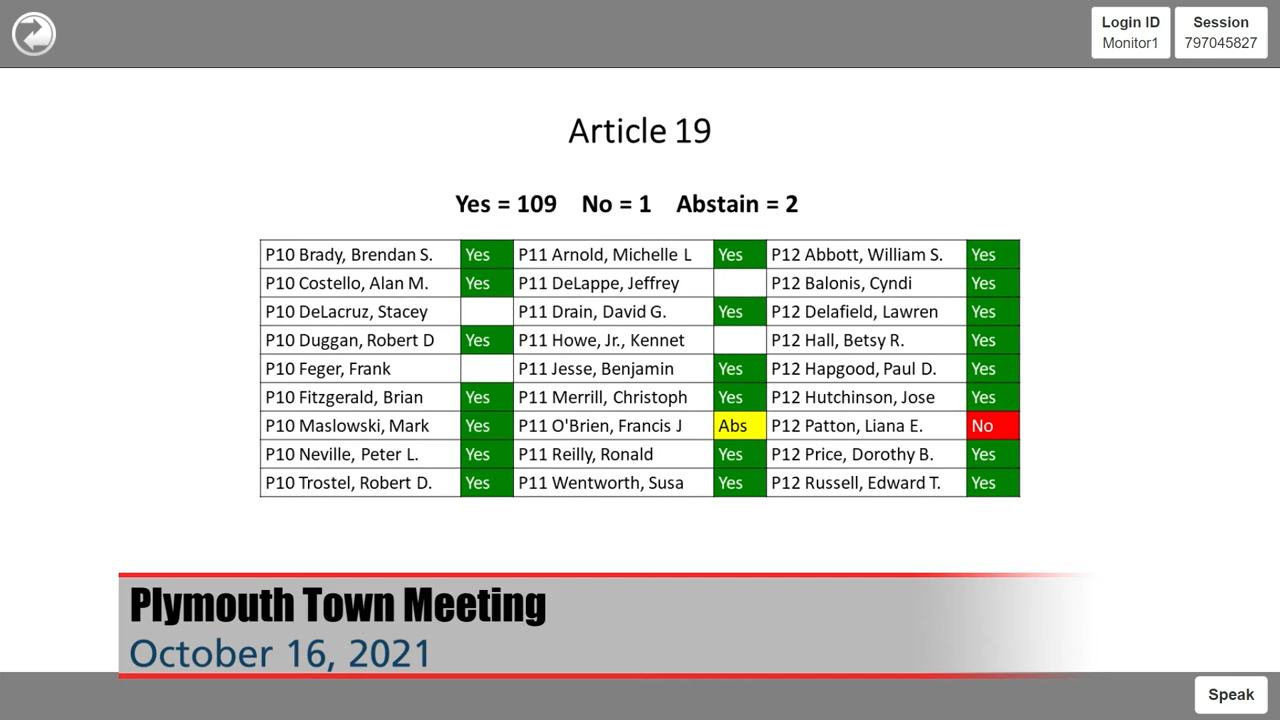 Login ID
Monitor1
Session
797045827
Article 19
Yes = 109 No = 1 Abstain = 2
P10 Brady, Brendan S. Yes P11 Arnold, Michelle L Yes P12 Abbott, William S. Yes
P10 Costello, Alan M. Yes P11 DeLappe, Jeffrey P12 Balonis, Cyndi Yes
P10 DeLacruz, Stacey P11 Drain, David G. Yes P12 Delafield, Lawren Yes
P10 Duggan, Robert D Yes P11 Howe, Jr., Kennet P12 Hall, Betsy R. Yes
P10 Feger, Frank P11 Jesse, Benjamin Yes P12 Hapgood, Paul D. Yes
P10 Fitzgerald, Brian Yes P11 Merrill, Christoph Yes P12 Hutchinson, Jose Yes
P10 Maslowski, Mark Yes P11 O'Brien, Francis J Abs P12 Patton, Liana E. No
P10 Neville, Peter L. Yes P11 Reilly, Ronald Yes P12 Price, Dorothy B. Yes
P10 Trostel, Robert D. Yes P11 Wentworth, Susa Yes P12 Russell, Edward T. Yes
Plymouth Town Meeting
October 16, 2021
Speak